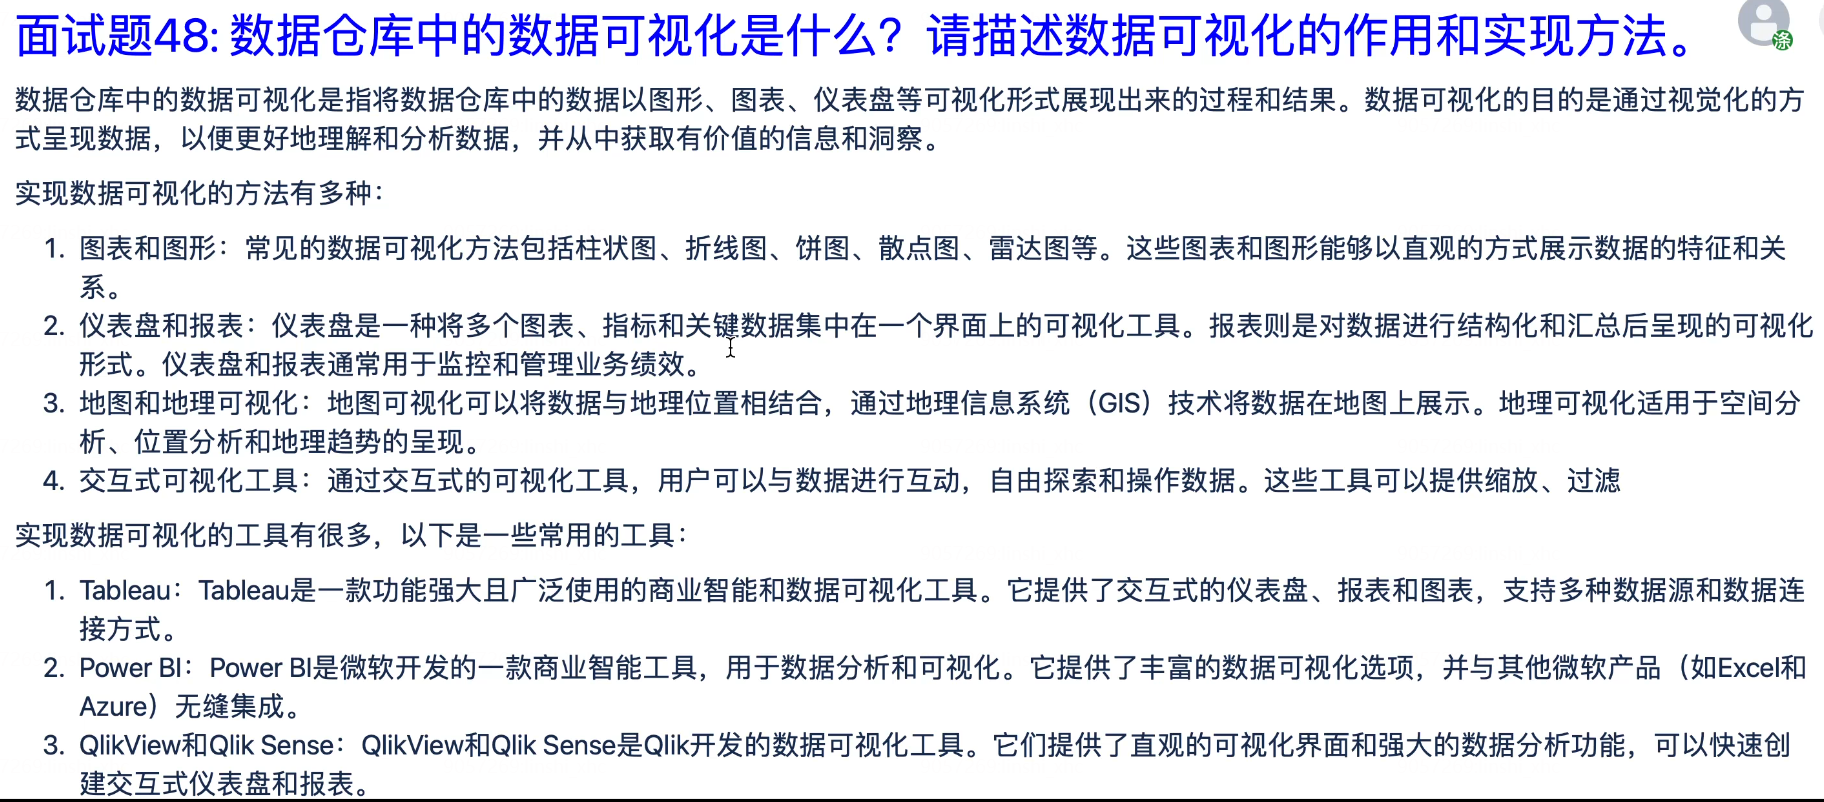 面试题48: 数据仓库中的数据可视化是什么？请描述数据可视化的作用和实现方法。
涤
数据仓库中的数据可视化是指将数据仓库中的数据以图形、图表、仪表盘等可视化形式展现出来的过程和结果。数据可视化的目的是通过视觉化的方
式呈现数据，以便更好地理解和分析数据，并从中获取有价值的信息和洞察。
实现数据可视化的方法有多种：
1. 图表和图形：常见的数据可视化方法包括柱状图、折线图、饼图、散点图、雷达图等。这些图表和图形能够以直观的方式展示数据的特征和关
系。
2. 仪表盘和报表：仪表盘是一种将多个图表、指标和关键数据集中在一个界面上的可视化工具。报表则是对数据进行结构化和汇总后呈现的可视化
形式。仪表盘和报表通常用于监控和管理业务绩效。
3. 地图和地理可视化：地图可视化可以将数据与地理位置相结合，通过地理信息系统（GIS）技术将数据在地图上展示。地理可视化适用于空间分
析、位置分析和地理趋势的呈现。
4. 交互式可视化工具：通过交互式的可视化工具，用户可以与数据进行互动，自由探索和操作数据。这些工具可以提供缩放、过滤
实现数据可视化的工具有很多，以下是一些常用的工具：
1. Tableau：Tableau是一款功能强大且广泛使用的商业智能和数据可视化工具。它提供了交互式的仪表盘、报表和图表，支持多种数据源和数据连
接方式。
2. Power BI：Power BI是微软开发的一款商业智能工具，用于数据分析和可视化。它提供了丰富的数据可视化选项，并与其他微软产品（如Excel和
Azure）无缝集成。
3. QlikView和Qlik Sense：QlikView和Qlik Sense是Qlik开发的数据可视化工具。它们提供了直观的可视化界面和强大的数据分析功能，可以快速创
建交互式仪表盘和报表。